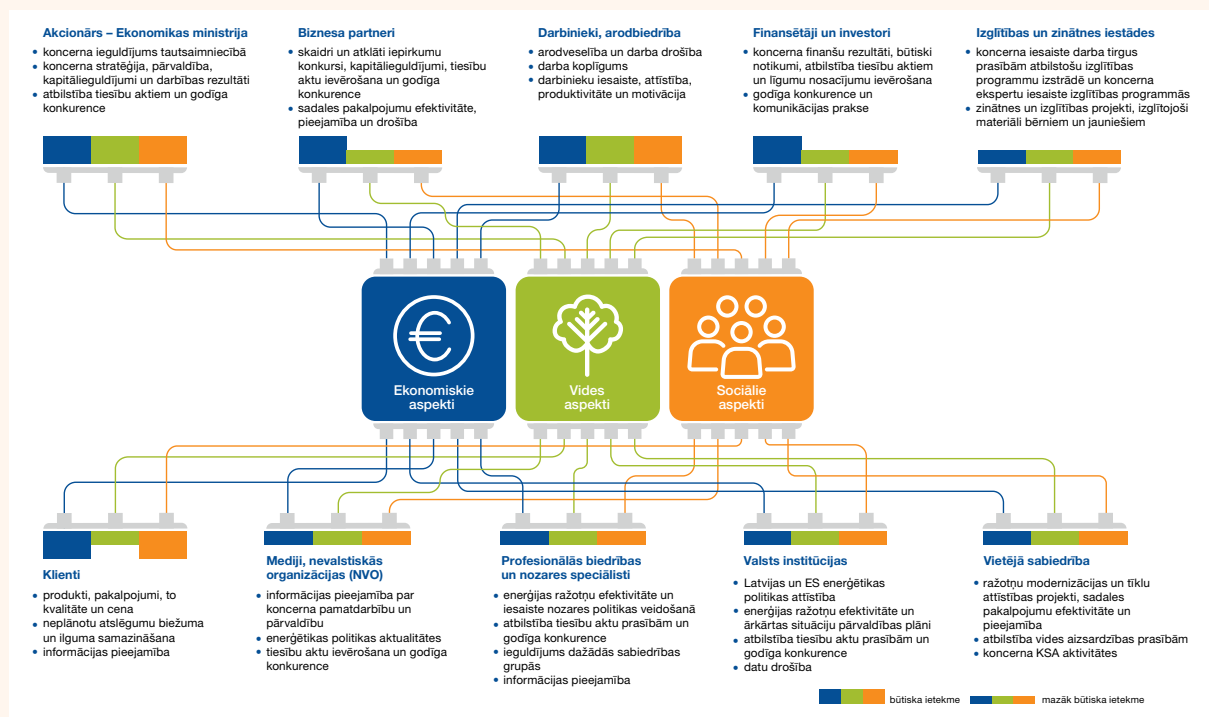 Akcionārs – Ekonomikas ministrija
• koncerna ieguldījums tautsaimniecībā
• koncerna stratēģija, pārvaldība,
kapitālieguldījumi un darbības rezultāti
• atbilstība tiesību aktiem un godīga
konkurence
Biznesa partneri
• skaidri un atklāti iepirkumu
konkursi, kapitālieguldījumi, tiesību
aktu ievērošana un godīga
konkurence
• sadales pakalpojumu efektivitāte,
pieejamība un drošība
Darbinieki, arodbiedrība
• arodveselība un darba drošība
• darba koplīgums
• darbinieku iesaiste, attīstība,
produktivitāte un motivācija
Finansētāji un investori
• koncerna finanšu rezultāti, būtiski
notikumi, atbilstība tiesību aktiem
un līgumu nosacījumu ievērošana
• godīga konkurence un
komunikācijas prakse
Izglītības un zinātnes iestādes
• koncerna iesaiste darba tirgus
prasībām atbilstošu izglītības
programmu izstrādē un koncerna
ekspertu iesaiste izglītības programmās
• zinātnes un izglītības projekti, izglītojoši
materiāli bērniem un jauniešiem
Ekonomiskie
aspekti
Vides
aspekti
Sociālie
aspekti
Klienti
• produkti, pakalpojumi, to
kvalitāte un cena
• neplānotu atslēgumu biežuma
un ilguma samazināšana
• informācijas pieejamība
Mediji, nevalstiskās
organizācijas (NVO)
• informācijas pieejamība par
koncerna pamatdarbību un
pārvaldību
• enerģētikas politikas aktualitātes
• tiesību aktu ievērošana un godīga
konkurence
Profesionālās biedrības
un nozares speciālisti
• enerģijas ražotņu efektivitāte un
iesaiste nozares politikas veidošanā
• atbilstība tiesību aktu prasībām un
godīga konkurence
• ieguldījums dažādās sabiedrības
grupās
• informācijas pieejamība
Valsts institūcijas
• Latvijas un ES enerģētikas
politikas attīstība
• enerģijas ražotņu efektivitāte un
ārkārtas situāciju pārvaldības plāni
• atbilstība tiesību aktu prasībām un
godīga konkurence
• datu drošība
Vietējā sabiedrība
• ražotņu modernizācijas un tīklu
attīstības projekti, sadales
pakalpojumu efektivitāte un
pieejamība
• atbilstība vides aizsardzības prasībām
• koncerna KSA aktivitātes
būtiska ietekme
mazāk būtiska ietekme